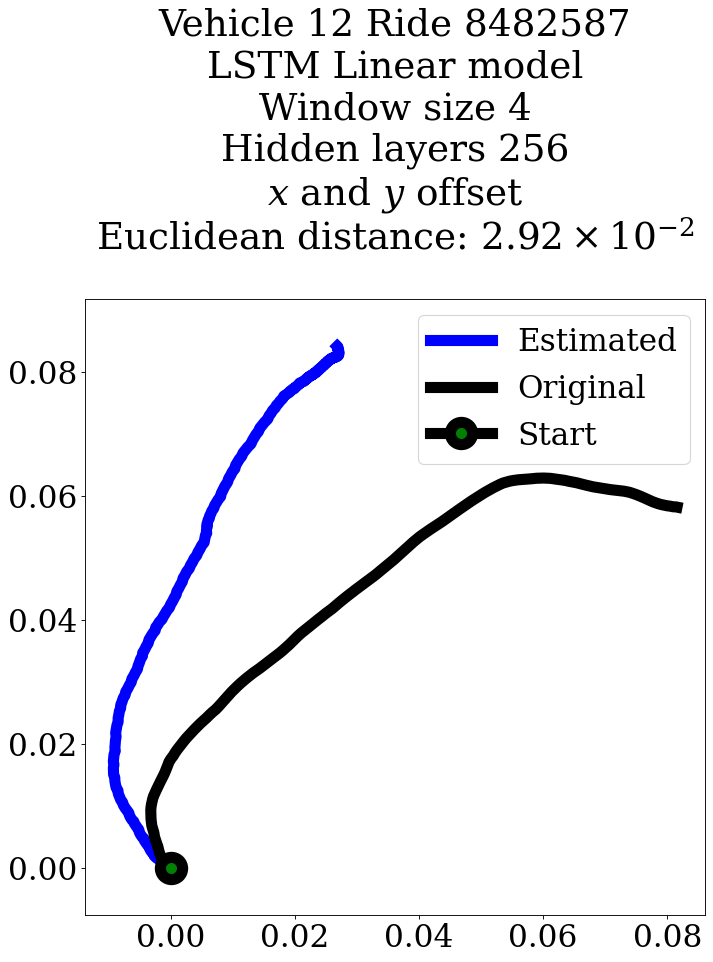 Vehicle 12 Ride 8482587
LSTM Linear model
Window size 4
Hidden layers 256
x and y offset
Euclidean distance: 2.92 × 10⁻²
Estimated
Original
Start
0.08
0.06
0.04
0.02
0.00
0.00 0.02 0.04 0.06 0.08